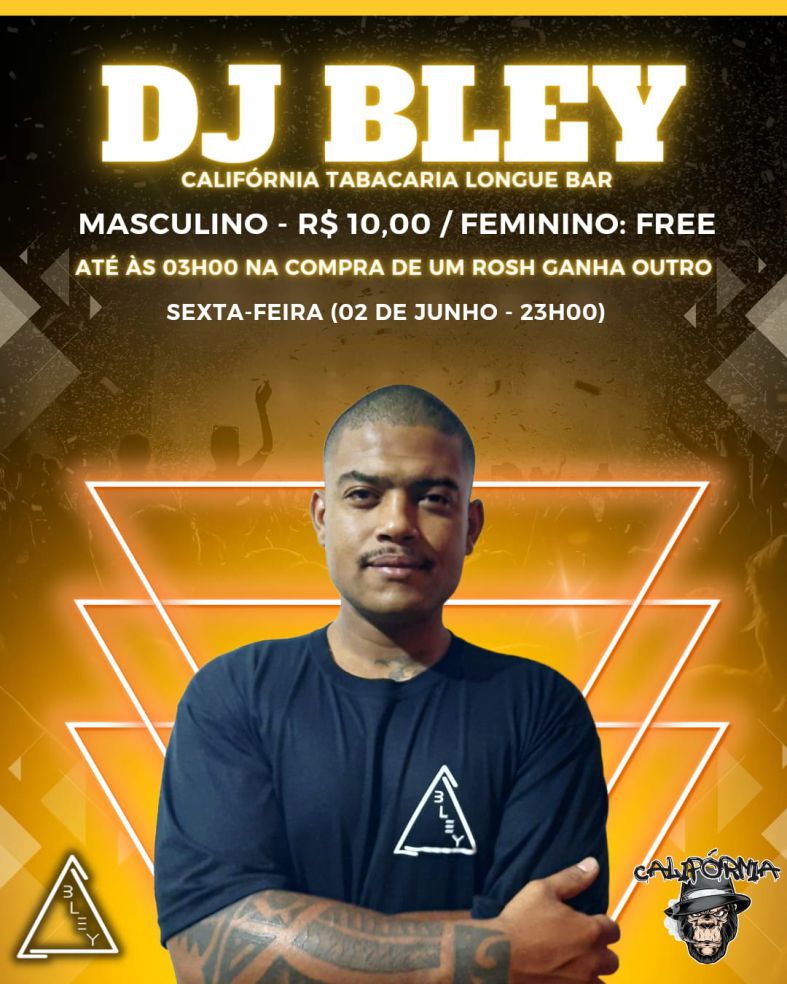 DJ BLEY
CALIFÓRNIA TABACARIA LONGUE BAR
MASCULINO - R$ 10,00 / FEMININO: FREE
ATÉ ÀS 03H00 NA COMPRA DE UM ROSH GANHA OUTRO
SEXTA-FEIRA (02 DE JUNHO - 23H00)
BLEY
BLEY
CALIFÓRNIA